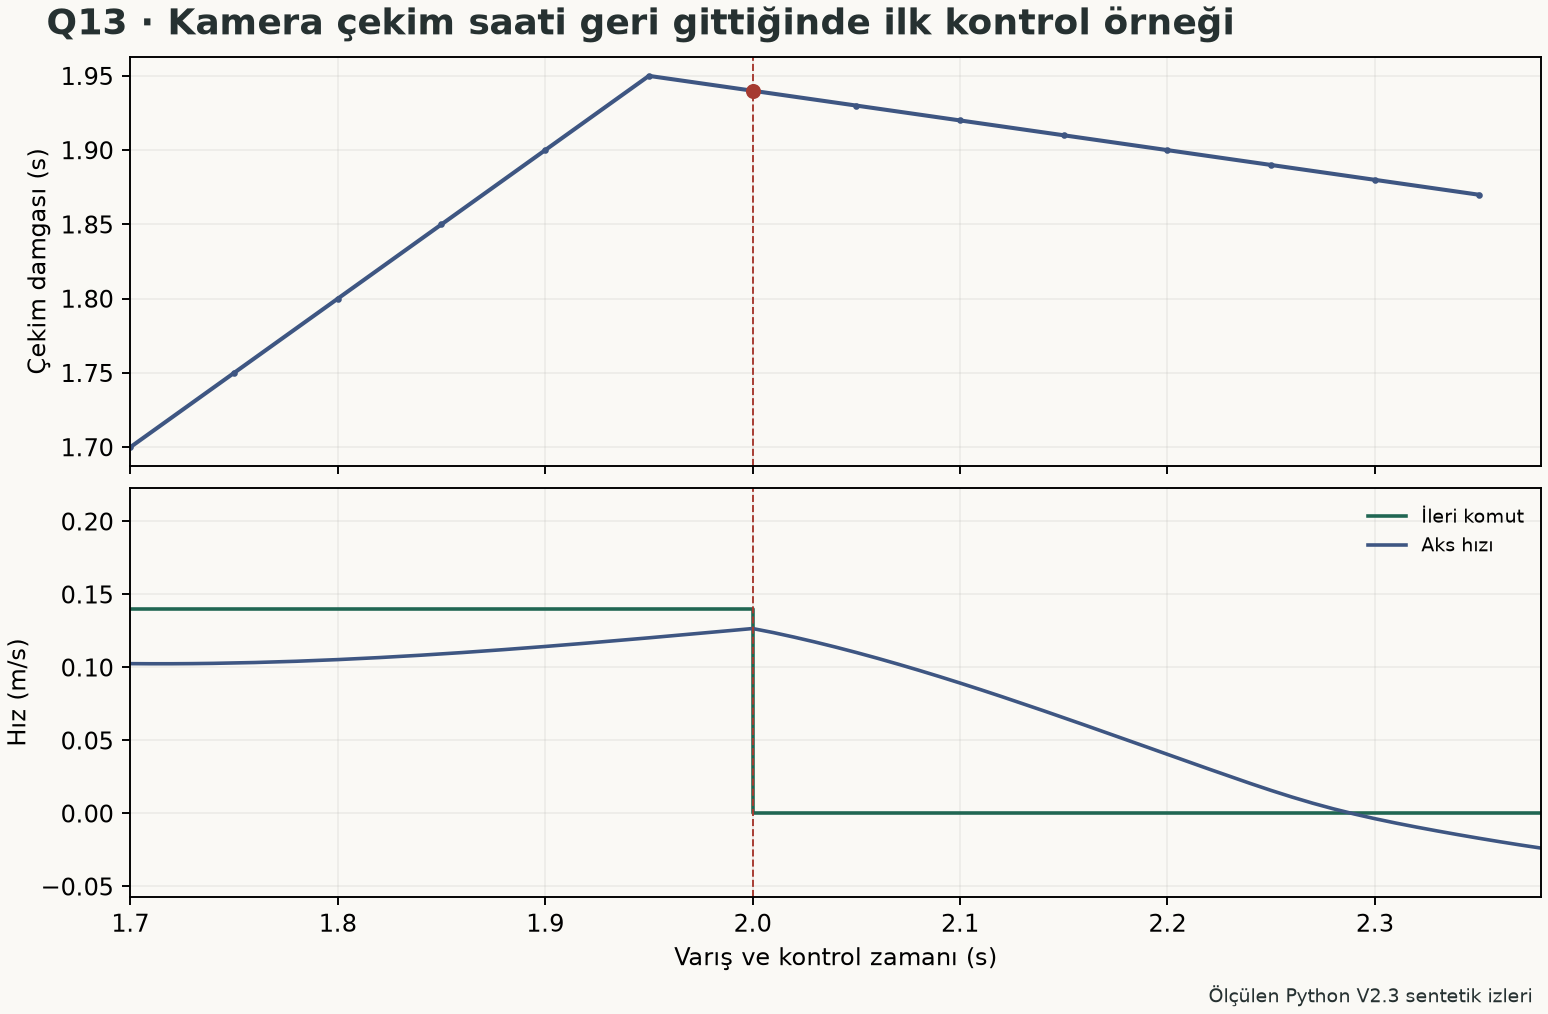 Q13 · Kamera çekim saati geri gittiğinde ilk kontrol örneği
Çekim damgası (s)
1.95
1.90
1.85
1.80
1.75
1.70
Hız (m/s)
0.20
0.15
0.10
0.05
0.00
−0.05
İleri komut
Aks hızı
1.7 1.8 1.9 2.0 2.1 2.2 2.3
Varış ve kontrol zamanı (s)
Ölçülen Python V2.3 sentetik izleri